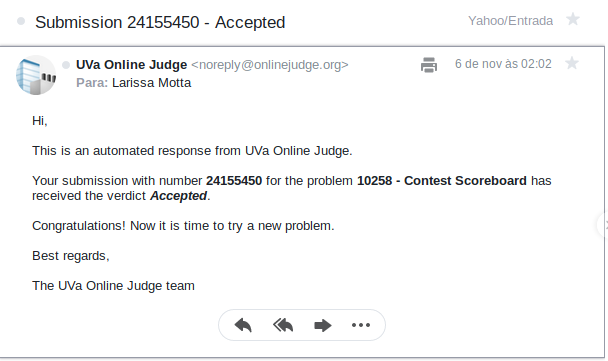 Submission 24155450 - Accepted
Yahoo/Entrada
UVa Online Judge <noreply@onlinejudge.org>
6 de nov às 02:02
Para: Larissa Motta
Hi,
This is an automated response from UVa Online Judge.
Your submission with number 24155450 for the problem 10258 - Contest Scoreboard has
received the verdict Accepted.
Congratulations! Now it is time to try a new problem.
Best regards,
The UVa Online Judge team